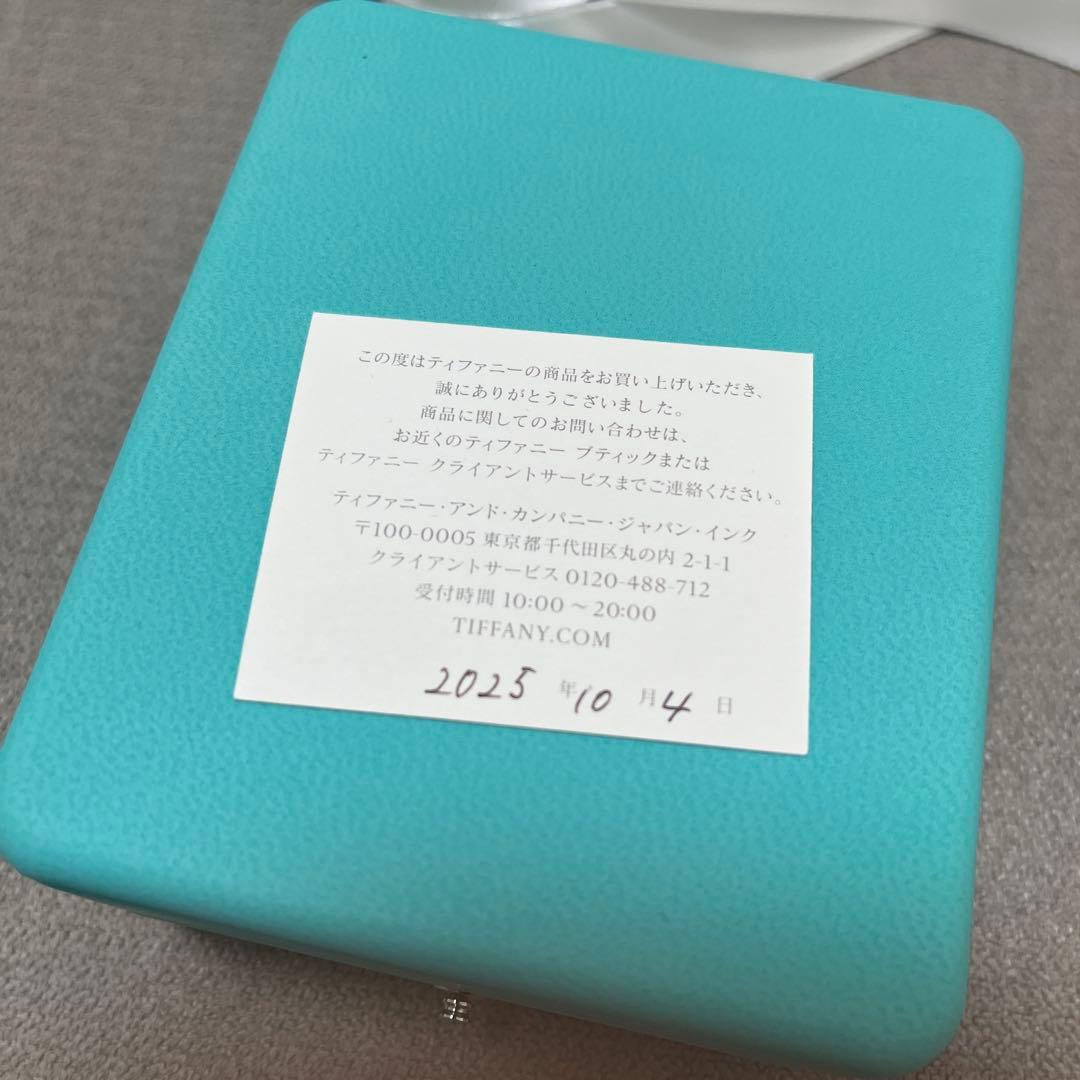 この度はティファニーの商品をお買い上げいただき、
誠にありがとうございました。
商品に関してのお問い合わせは、
お近くのティファニー ブティックまたは
ティファニー クライアントサービスまでご連絡ください。
ティファニー・アンド・カンパニー・ジャパン・インク
〒100-0005 東京都千代田区丸の内 2-1-1
クライアントサービス 0120-488-712
受付時間 10:00 〜 20:00
TIFFANY.COM
2025 年 10 月 4 日